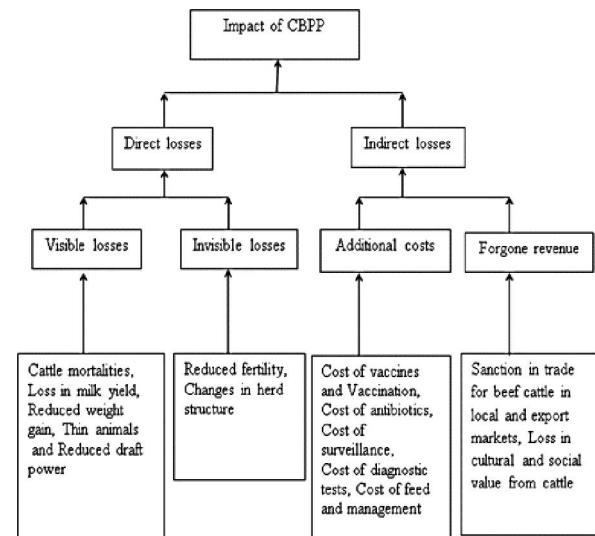 Impact of CBPP
Direct losses
Indirect losses
Visible losses
Invisible losses
Additional costs
Forgone revenue
Cattle mortalities,
Loss in milk yield,
Reduced weight
gain, Thin animals
and Reduced draft
power
Reduced fertility,
Changes in herd
structure
Cost of vaccines
and Vaccination,
Cost of antibiotics,
Cost of
surveillance,
Cost of diagnostic
tests, Cost of feed
and management
Sanction in trade
for beef cattle in
local and export
markets, Loss in
cultural and social
value from cattle